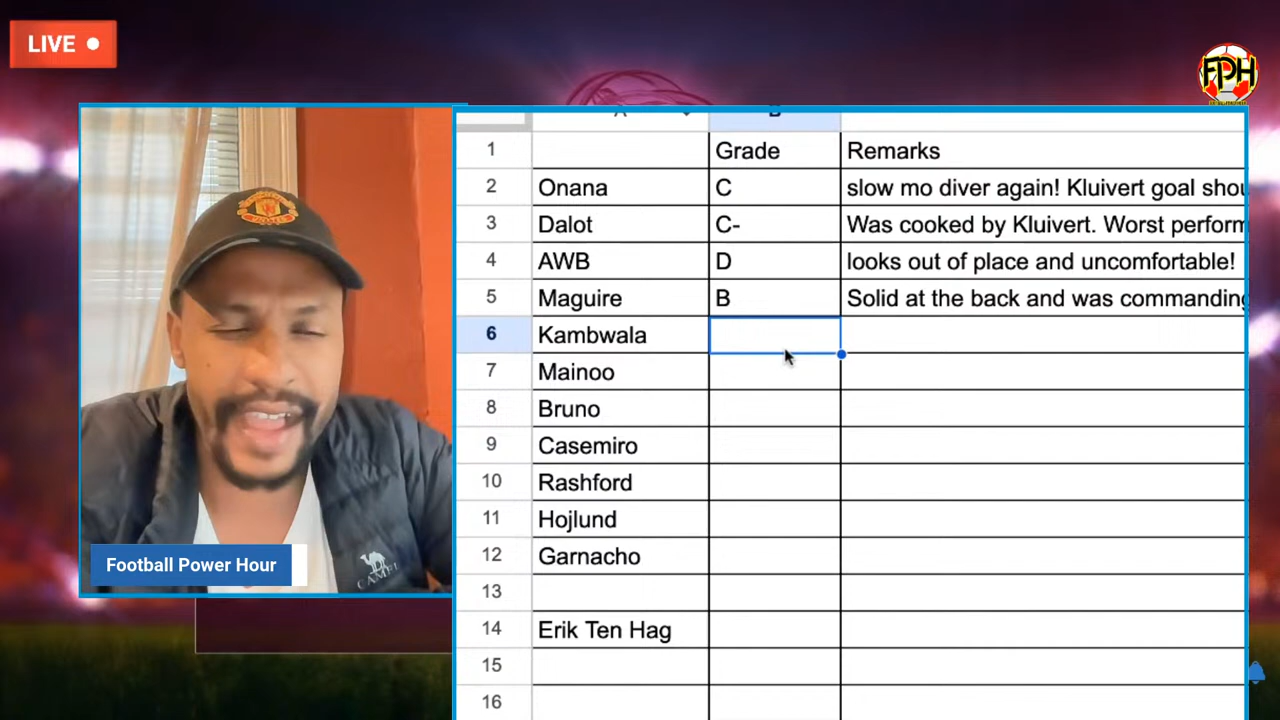 LIVE
FPH
A
B
1 Grade Remarks
2 Onana C slow mo diver again! Kluivert goal
3 Dalot C- Was cooked by Kluivert. Worst
4 AWB D looks out of place and uncomfortable!
5 Maguire B Solid at the back and was commanding
6 Kambwala
7 Mainoo
8 Bruno
9 Casemiro
10 Rashford
11 Hojlund
12 Garnacho
13
14 Erik Ten Hag
15
16
Football Power Hour
CAMEL